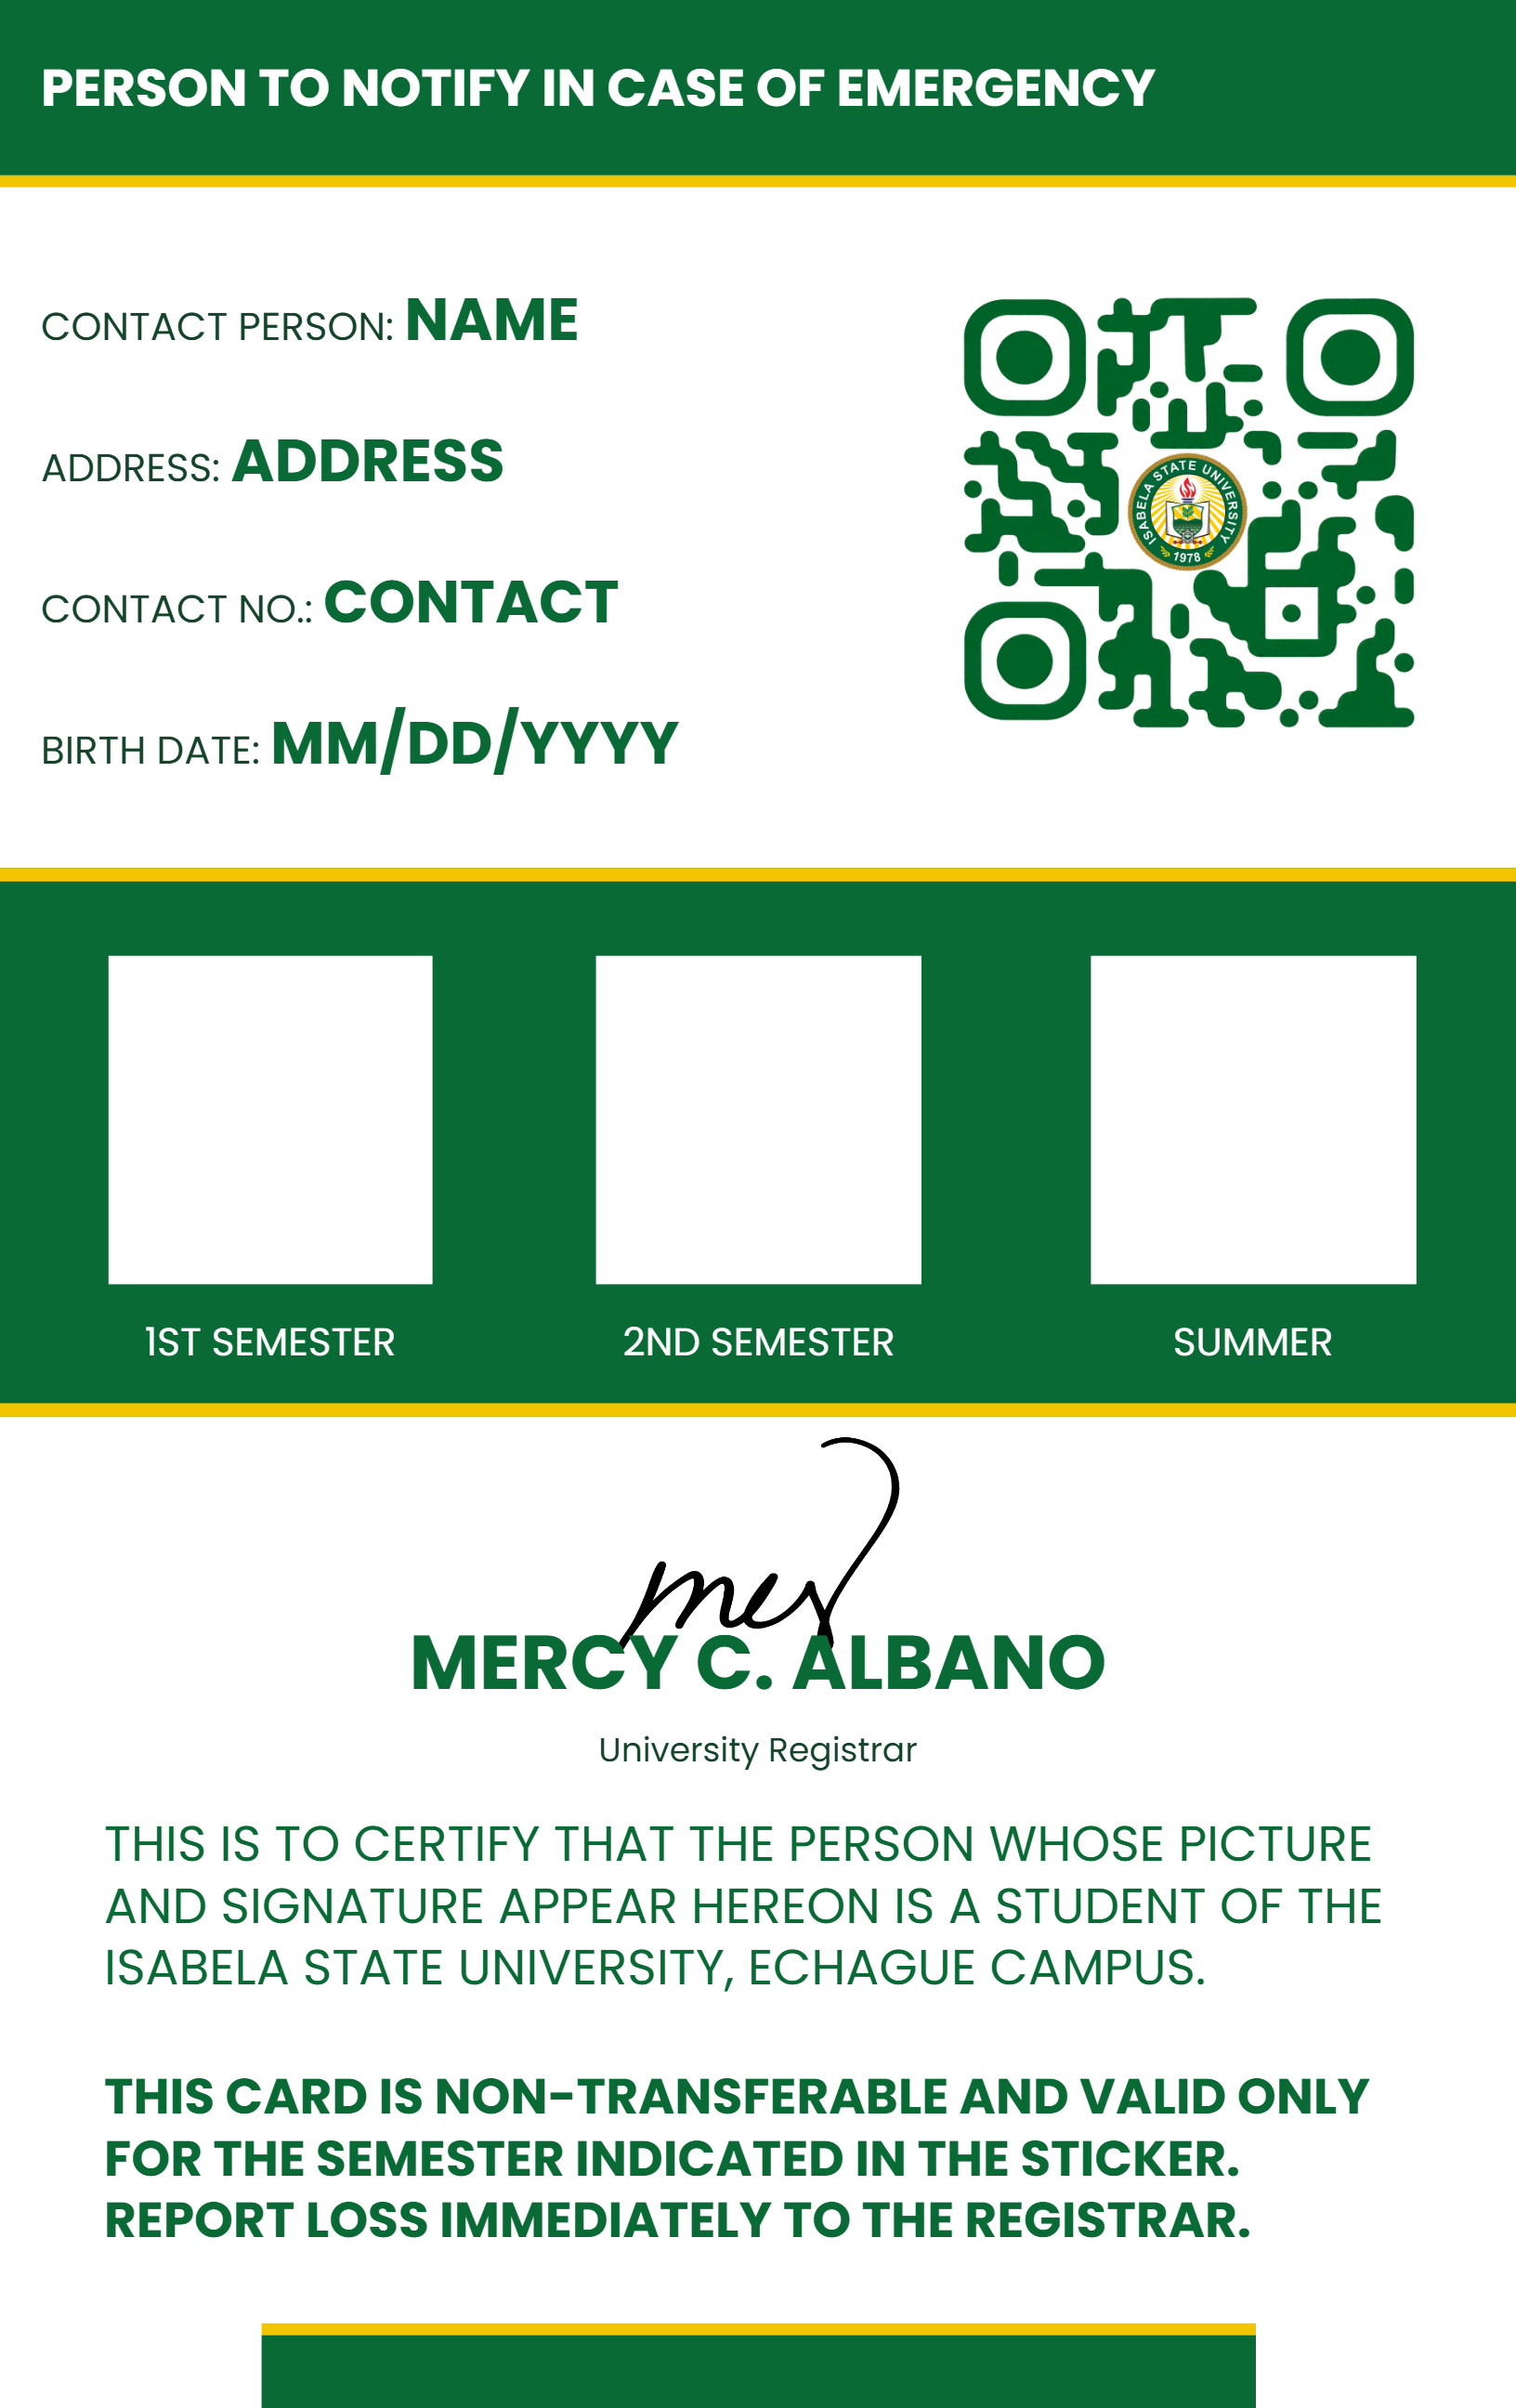 PERSON TO NOTIFY IN CASE OF EMERGENCY
CONTACT PERSON: NAME
ADDRESS: ADDRESS
CONTACT NO.: CONTACT
BIRTH DATE: MM/DD/YYYY
ISABELA STATE UNIVERSITY
1978
1ST SEMESTER
2ND SEMESTER
SUMMER
MERCY C. ALBANO
University Registrar
THIS IS TO CERTIFY THAT THE PERSON WHOSE PICTURE
AND SIGNATURE APPEAR HEREON IS A STUDENT OF THE
ISABELA STATE UNIVERSITY, ECHAGUE CAMPUS.
THIS CARD IS NON-TRANSFERABLE AND VALID ONLY
FOR THE SEMESTER INDICATED IN THE STICKER.
REPORT LOSS IMMEDIATELY TO THE REGISTRAR.